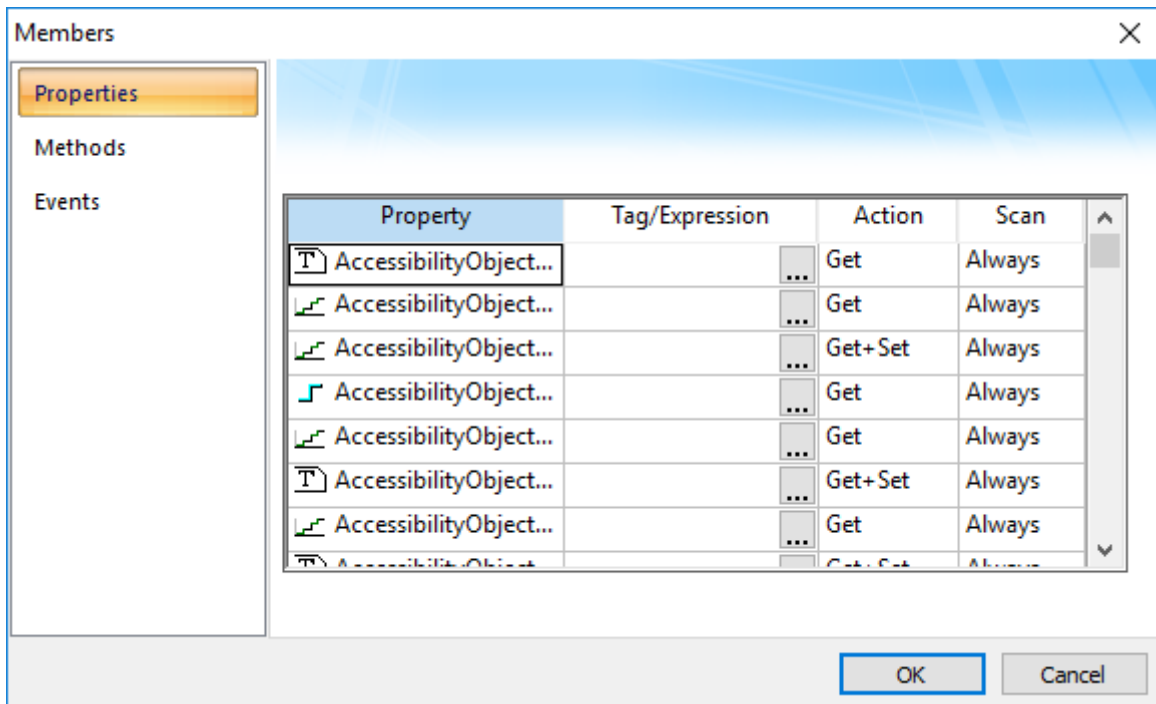 Members
Properties
Methods
Events
Property Tag/Expression Action Scan
AccessibilityObject... ... Get Always
AccessibilityObject... ... Get Always
AccessibilityObject... ... Get+Set Always
AccessibilityObject... ... Get Always
AccessibilityObject... ... Get Always
AccessibilityObject... ... Get+Set Always
AccessibilityObject... ... Get Always
OK Cancel